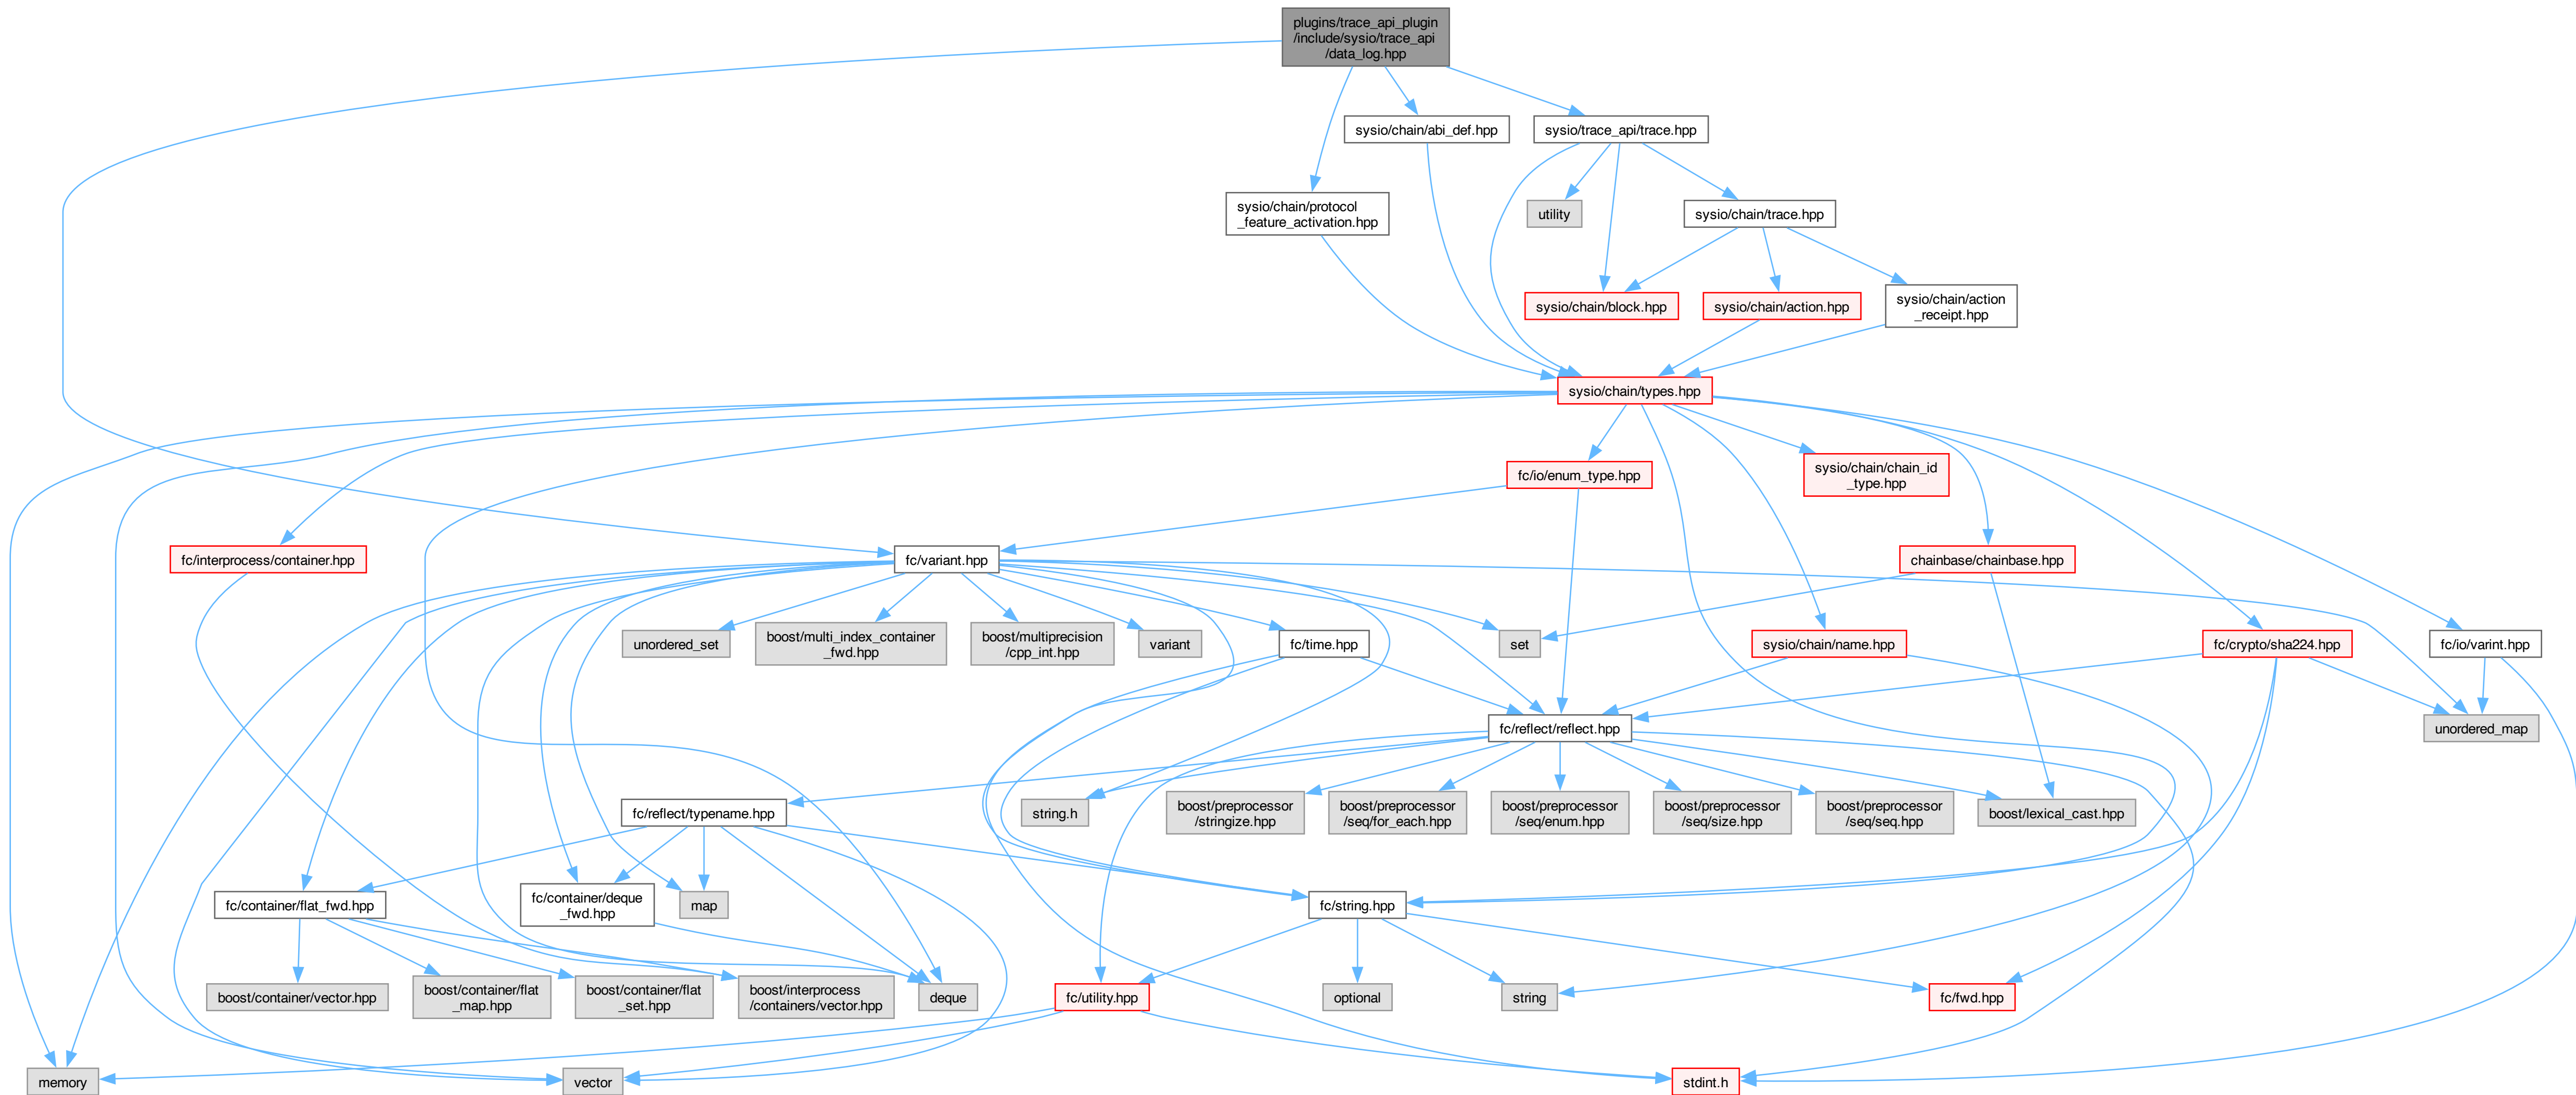 plugins/trace_api_plugin
/include/sysio/trace_api
/data_log.hpp
sysio/chain/abi_def.hpp
sysio/trace_api/trace.hpp
sysio/chain/protocol
_feature_activation.hpp
utility
sysio/chain/trace.hpp
sysio/chain/block.hpp
sysio/chain/action.hpp
sysio/chain/action
_receipt.hpp
sysio/chain/types.hpp
fc/io/enum_type.hpp
sysio/chain/chain_id
_type.hpp
fc/interprocess/container.hpp
fc/variant.hpp
chainbase/chainbase.hpp
unordered_set
boost/multi_index_container
_fwd.hpp
boost/multiprecision
/cpp_int.hpp
variant
fc/time.hpp
set
sysio/chain/name.hpp
fc/crypto/sha224.hpp
fc/io/varint.hpp
fc/reflect/reflect.hpp
unordered_map
fc/reflect/typename.hpp
string.h
boost/preprocessor
/stringize.hpp
boost/preprocessor
/seq/for_each.hpp
boost/preprocessor
/seq/enum.hpp
boost/preprocessor
/seq/size.hpp
boost/preprocessor
/seq/seq.hpp
boost/lexical_cast.hpp
fc/container/flat_fwd.hpp
fc/container/deque
_fwd.hpp
map
fc/string.hpp
boost/container/vector.hpp
boost/container/flat
_map.hpp
boost/container/flat
_set.hpp
boost/interprocess
/containers/vector.hpp
deque
fc/utility.hpp
optional
string
fc/fwd.hpp
memory
vector
stdint.h